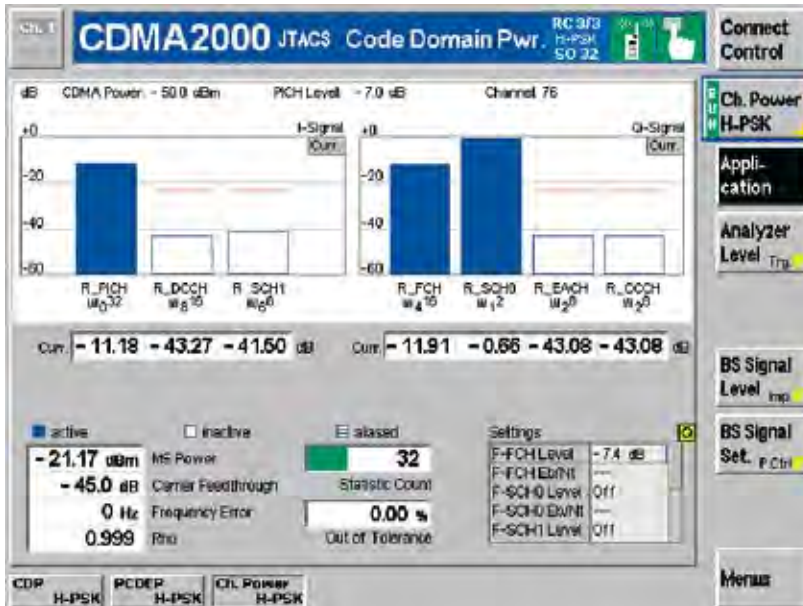 Ch. 1
CDMA2000 JTACS Code Domain Pwr.
RC 3/3
H-PSK
SO 32
Connect
Control
dB CDMA Power: - 50.0 dBm PICH Level: - 7.0 dB Channel: 76
Ch. Power
H-PSK
I-Signal
Curr.
Q-Signal
Curr.
+0
-20
-40
-60
+0
-20
-40
-60
R_PICH R_DCCH R_SCH1
R_FCH R_SCH0 R_EACH R_CCCH
Curr. - 11.18 - 43.27 - 41.50 dB
Curr. - 11.91 - 0.66 - 43.08 - 43.08 dB
Appli-
cation
Analyzer
Level Trg.
BS Signal
Level Imp.
BS Signal
Set. P.Ctrl
active inactive aliased
- 21.17 dBm MS Power
- 45.0 dB Carrier Feedthrough
0 Hz Frequency Error
0.999 Rho
32
Statistic Count
0.00 %
Out of Tolerance
Settings
F-FCH Level - 7.4 dB
F-FCH Eb/Nt ---
F-SCH0 Level Off
F-SCH0 Eb/Nt ---
F-SCH1 Level Off
CDP
H-PSK
PCDEP
H-PSK
Ch. Power
H-PSK
Menus